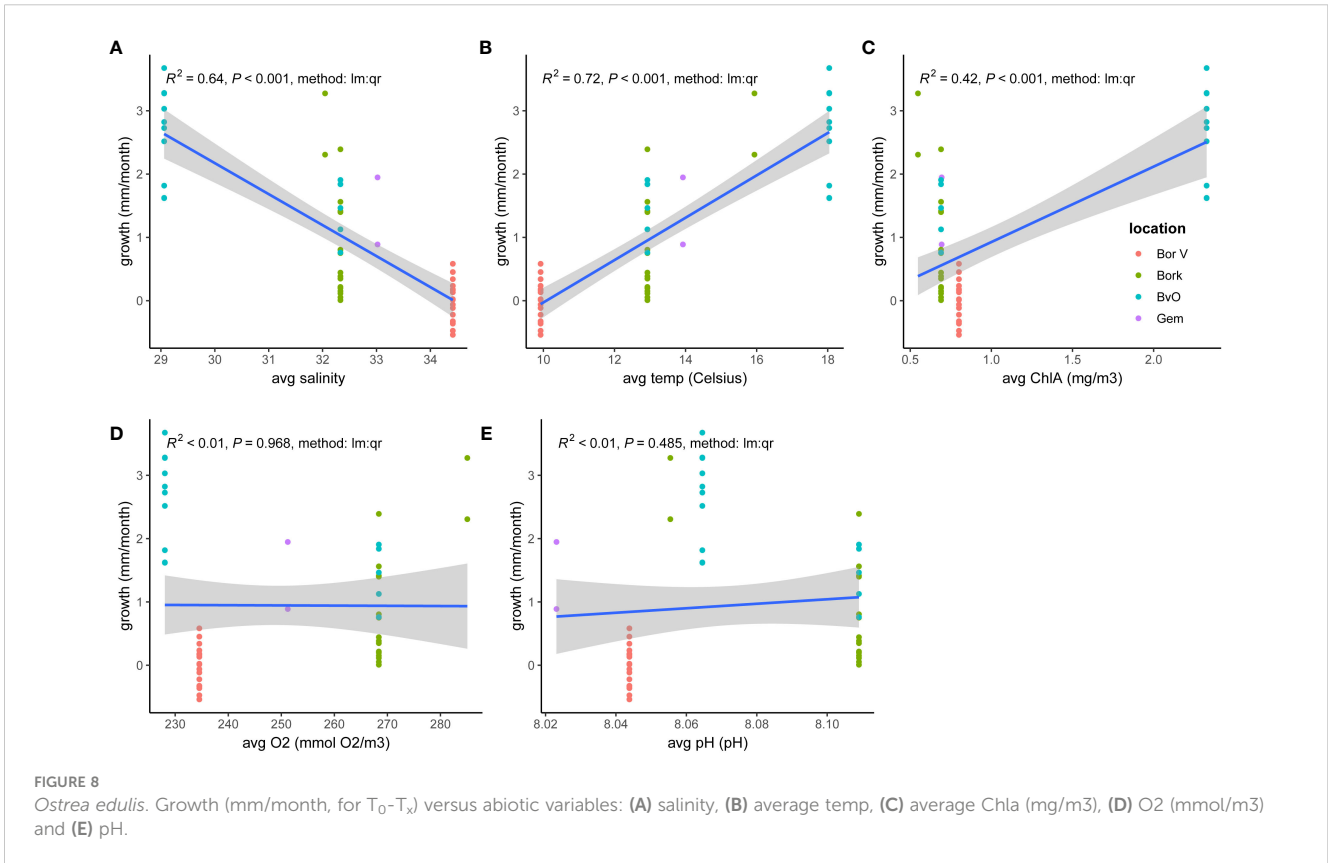 A
R2 = 0.64, P < 0.001, method: lm:qr
growth (mm/month)
3
2
1
0
29 30 31 32 33 34
avg salinity
B
R2 = 0.72, P < 0.001, method: lm:qr
growth (mm/month)
3
2
1
0
10 12 14 16 18
avg temp (Celsius)
C
R2 = 0.42, P < 0.001, method: lm:qr
growth (mm/month)
3
2
1
0
location
Bor V
Bork
BvO
Gem
0.5 1.0 1.5 2.0
avg ChlA (mg/m3)
D
R2 < 0.01, P = 0.968, method: lm:qr
growth (mm/month)
3
2
1
0
230 240 250 260 270 280
avg O2 (mmol O2/m3)
E
R2 < 0.01, P = 0.485, method: lm:qr
growth (mm/month)
3
2
1
0
8.02 8.04 8.06 8.08 8.10
avg pH (pH)
FIGURE 8
Ostrea edulis. Growth (mm/month, for T0-Tx) versus abiotic variables: (A) salinity, (B) average temp, (C) average Chla (mg/m3), (D) O2 (mmol/m3)
and (E) pH.